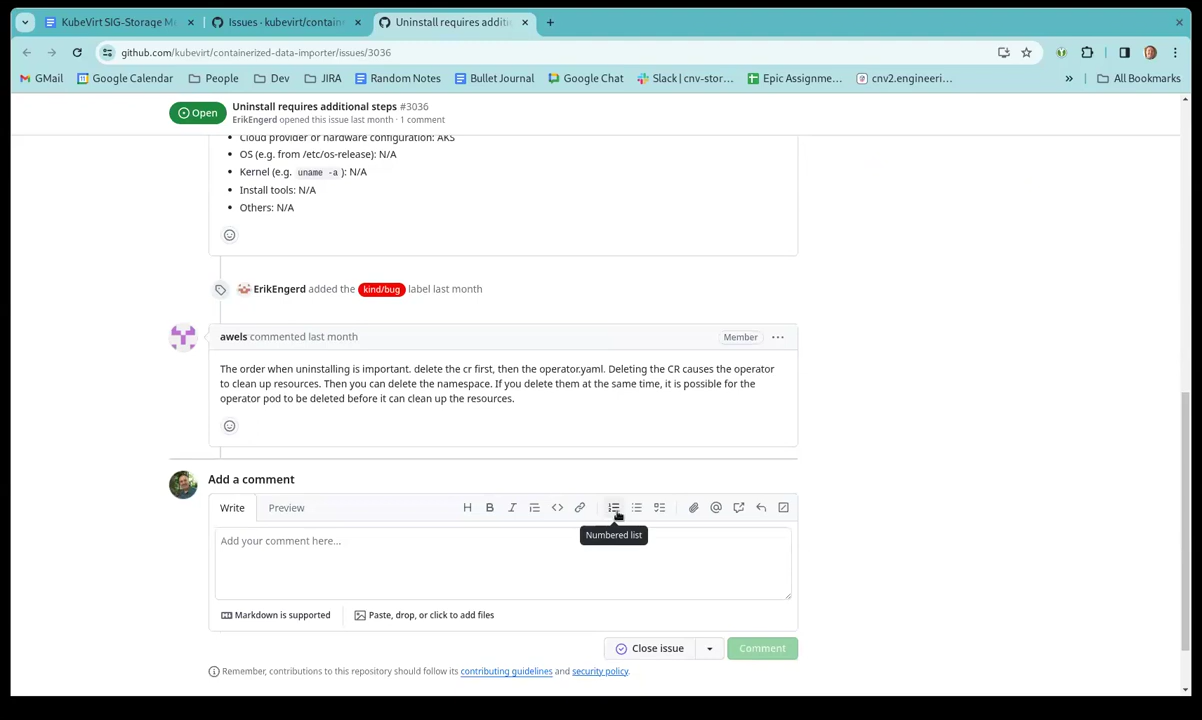 KubeVirt SIG-Storage M
Issues · kubevirt/contain
Uninstall requires additi
github.com/kubevirt/containerized-data-importer/issues/3036
GMail
Google Calendar
People
Dev
JIRA
Random Notes
Bullet Journal
Google Chat
Slack | cnv-stor...
Epic Assignme...
cnv2.engineeri...
»
All Bookmarks
Open
Uninstall requires additional steps #3036
ErikEngerd opened this issue last month · 1 comment
• Cloud provider or hardware configuration: AKS
• OS (e.g. from /etc/os-release): N/A
• Kernel (e.g. uname -a ): N/A
• Install tools: N/A
• Others: N/A
ErikEngerd added the kind/bug label last month
awels commented last month
Member
The order when uninstalling is important. delete the cr first, then the operator.yaml. Deleting the CR causes the operator
to clean up resources. Then you can delete the namespace. If you delete them at the same time, it is possible for the
operator pod to be deleted before it can clean up the resources.
Add a comment
Write
Preview
H B I
Numbered list
Add your comment here...
Markdown is supported
Paste, drop, or click to add files
Close issue
Comment
Remember, contributions to this repository should follow its contributing guidelines and security policy.